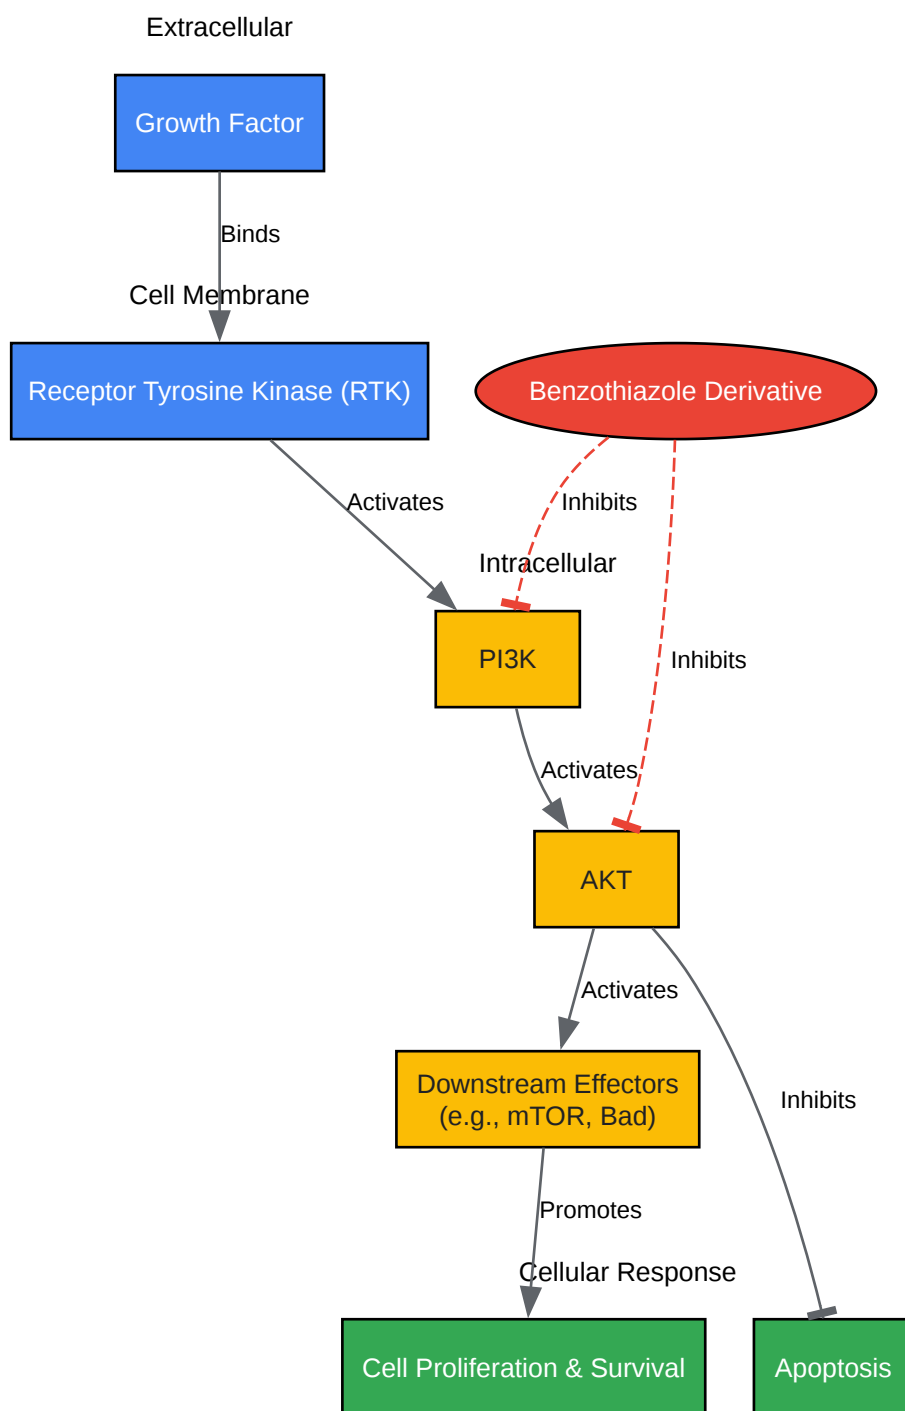 Extracellular
Growth Factor
Binds
Cell Membrane
Receptor Tyrosine Kinase (RTK)
Benzothiazole Derivative
Activates
Inhibits
Intracellular
PI3K
Inhibits
Activates
AKT
Activates
Downstream Effectors
(e.g., mTOR, Bad)
Inhibits
Promotes
Cellular Response
Cell Proliferation & Survival
Apoptosis